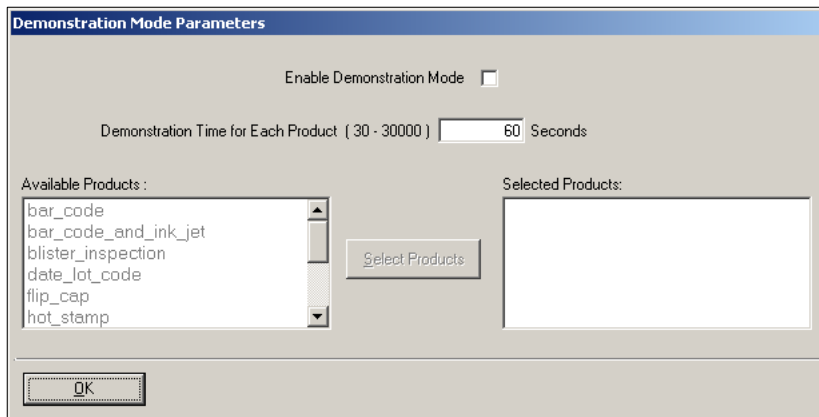 Demonstration Mode Parameters
Enable Demonstration Mode
Demonstration Time for Each Product ( 30 - 30000 ) 60 Seconds
Available Products :
bar_code
bar_code_and_ink_jet
blister_inspection
date_lot_code
flip_cap
hot_stamp
Select Products
Selected Products:
OK